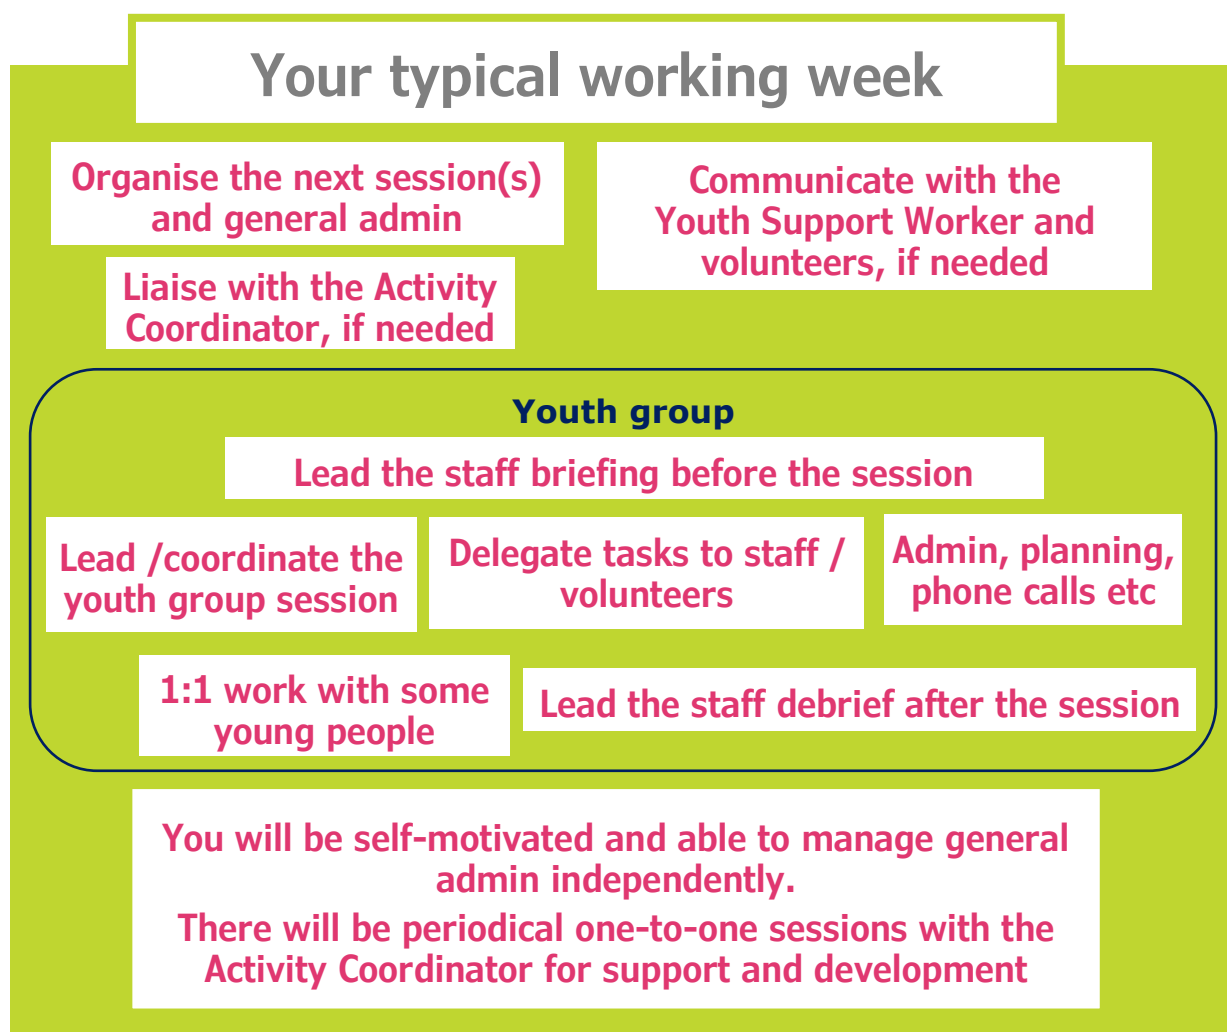 Your typical working week
Organise the next session(s)
and general admin
Communicate with the
Youth Support Worker and
volunteers, if needed
Liaise with the Activity
Coordinator, if needed
Youth group
Lead the staff briefing before the session
Lead /coordinate the
youth group session
Delegate tasks to staff /
volunteers
Admin, planning,
phone calls etc
1:1 work with some
young people
Lead the staff debrief after the session
You will be self-motivated and able to manage general
admin independently.
There will be periodical one-to-one sessions with the
Activity Coordinator for support and development